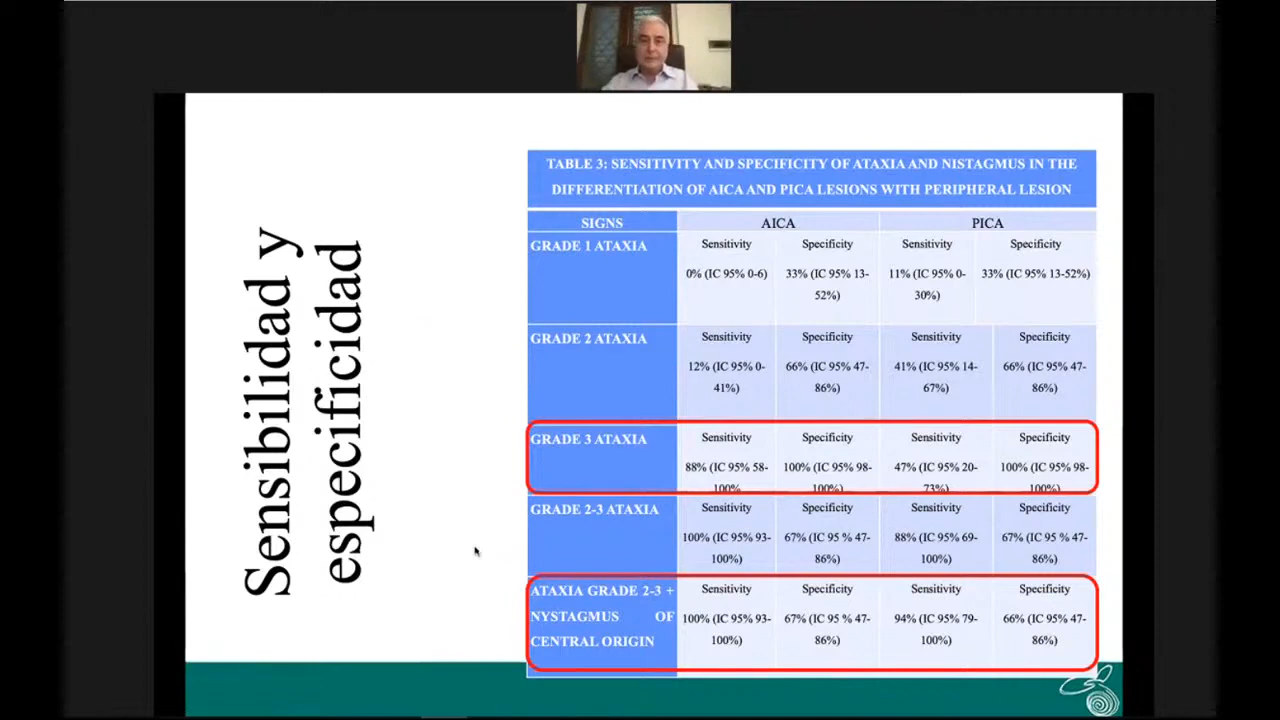 Sensibilidad y
especificidad
TABLE 3: SENSITIVITY AND SPECIFICITY OF ATAXIA AND NISTAGMUS IN THE
DIFFERENTIATION OF AICA AND PICA LESIONS WITH PERIPHERAL LESION
SIGNS AICA PICA
GRADE 1 ATAXIA Sensitivity Specificity Sensitivity Specificity
0% (IC 95% 0-6) 33% (IC 95% 13- 11% (IC 95% 0- 33% (IC 95% 13-52%)
52%) 30%)
GRADE 2 ATAXIA Sensitivity Specificity Sensitivity Specificity
12% (IC 95% 0- 66% (IC 95% 47- 41% (IC 95% 14- 66% (IC 95% 47-
41%) 86%) 67%) 86%)
GRADE 3 ATAXIA Sensitivity Specificity Sensitivity Specificity
88% (IC 95% 58- 100% (IC 95% 98- 47% (IC 95% 20- 100% (IC 95% 98-
100% 100%) 73%) 100%)
GRADE 2-3 ATAXIA Sensitivity Specificity Sensitivity Specificity
100% (IC 95% 93- 67% (IC 95 % 47- 88% (IC 95% 69- 67% (IC 95 % 47-
100%) 86%) 100%) 86%)
ATAXIA GRADE 2-3 + Sensitivity Specificity Sensitivity Specificity
NYSTAGMUS OF 100% (IC 95% 93- 67% (IC 95 % 47- 94% (IC 95% 79- 66% (IC 95 % 47-
CENTRAL ORIGIN 100%) 86%) 100%) 86%)